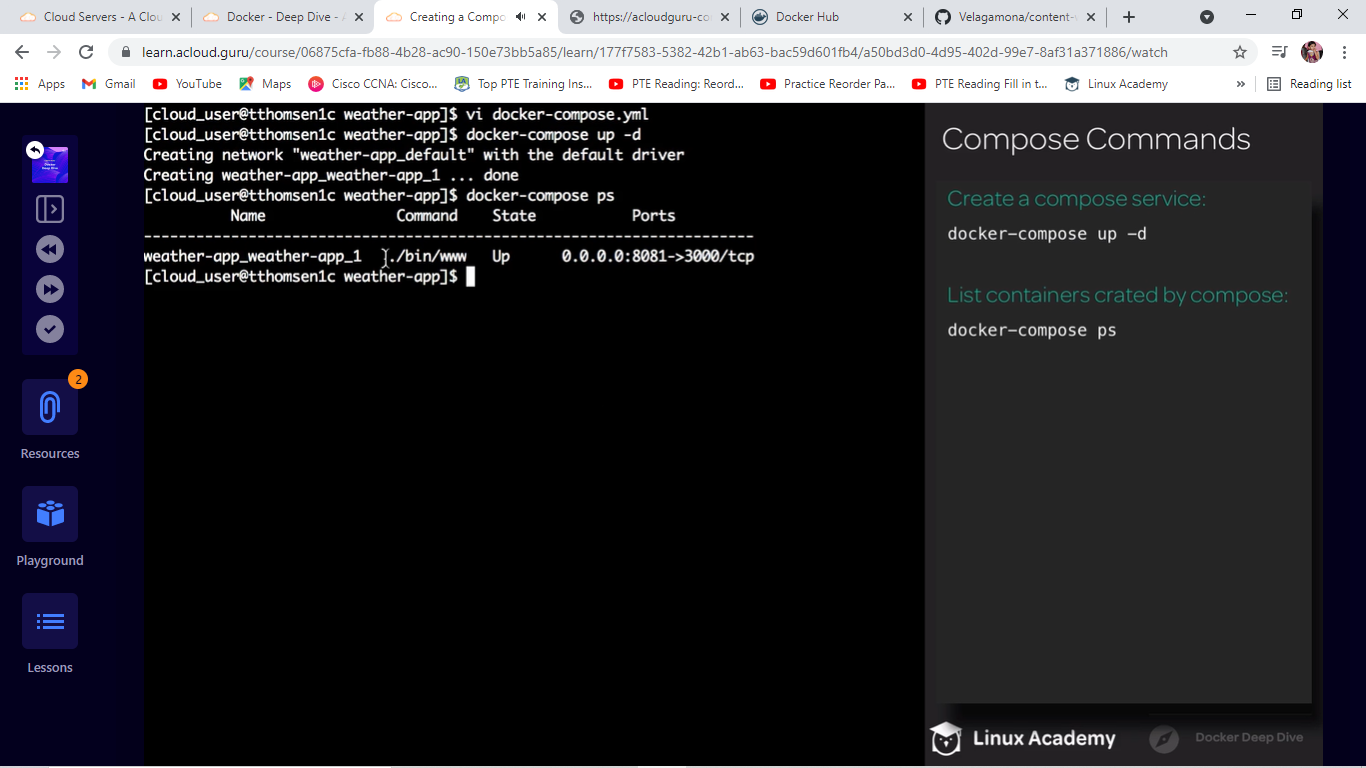 Cloud Servers - A Clou
Docker - Deep Dive - A
Creating a Compo
https://acloudguru-co
Docker Hub
Velagamona/content-
learn.acloud.guru/course/06875cfa-fb88-4b28-ac90-150e73bb5a85/learn/177f7583-5382-42b1-ab63-bac59d601fb4/a50bd3d0-4d95-402d-99e7-8af31a371886/watch
Apps
Gmail
YouTube
Maps
Cisco CCNA: Cisco...
Top PTE Training Ins...
PTE Reading: Reord...
Practice Reorder Pa...
PTE Reading Fill in t...
Linux Academy
»
Reading list
[cloud_user@tthomsen1c weather-app]$ vi docker-compose.yml
[cloud_user@tthomsen1c weather-app]$ docker-compose up -d
Creating network "weather-app_default" with the default driver
Creating weather-app_weather-app_1 ... done
[cloud_user@tthomsen1c weather-app]$ docker-compose ps
Name Command State Ports
----------------------------------------------------------------------
weather-app_weather-app_1 ./bin/www Up 0.0.0.0:8081->3000/tcp
[cloud_user@tthomsen1c weather-app]$
Docker Deep Dive
2
Resources
Playground
Lessons
Compose Commands
Create a compose service:
docker-compose up -d
List containers crated by compose:
docker-compose ps
Linux Academy
Docker Deep Dive